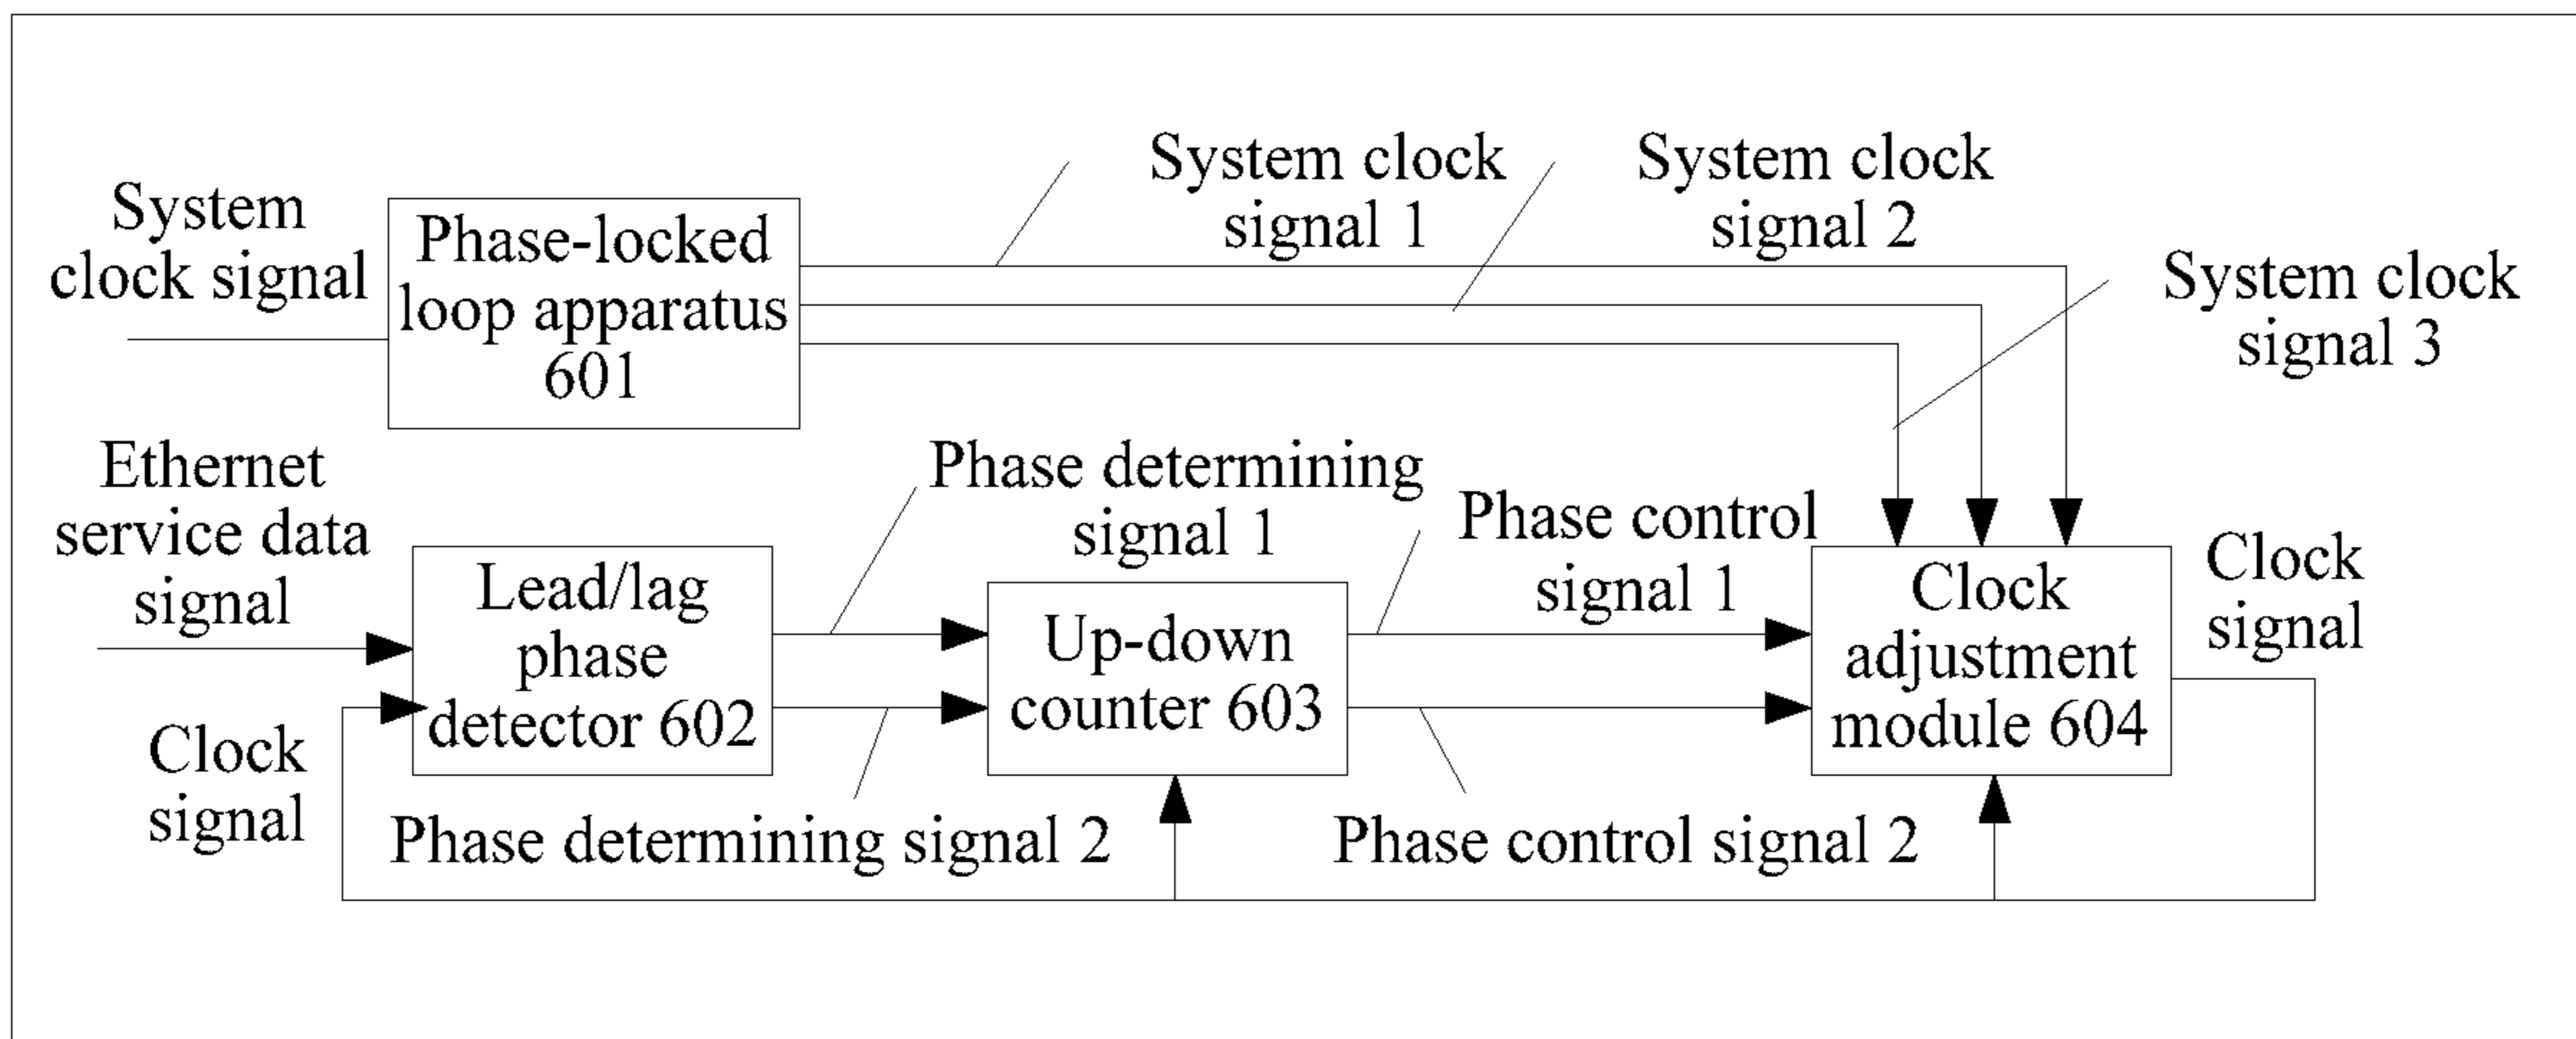 System
clock signal
Phase-locked
loop apparatus
601
System clock
signal 1
System clock
signal 2
System clock
signal 3
Ethernet
service data
signal
Clock
signal
Lead/lag
phase
detector 602
Phase determining
signal 1
Phase determining signal 2
Up-down
counter 603
Phase control
signal 1
Phase control signal 2
Clock
adjustment
module 604
Clock
signal